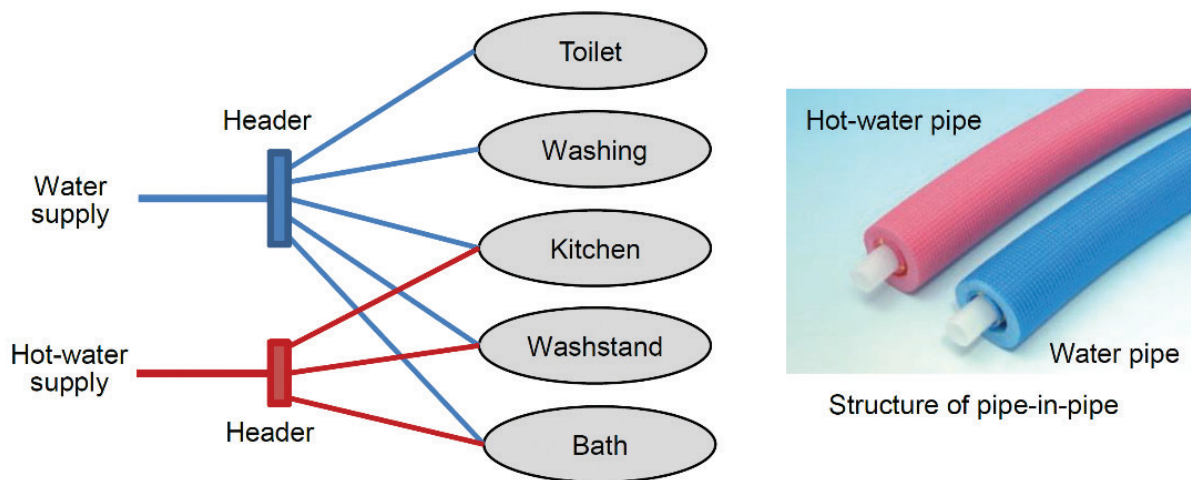 Toilet
Header
Washing
Water
supply
Kitchen
Hot-water
supply
Washstand
Header
Bath
Hot-water pipe
Water pipe
Structure of pipe-in-pipe